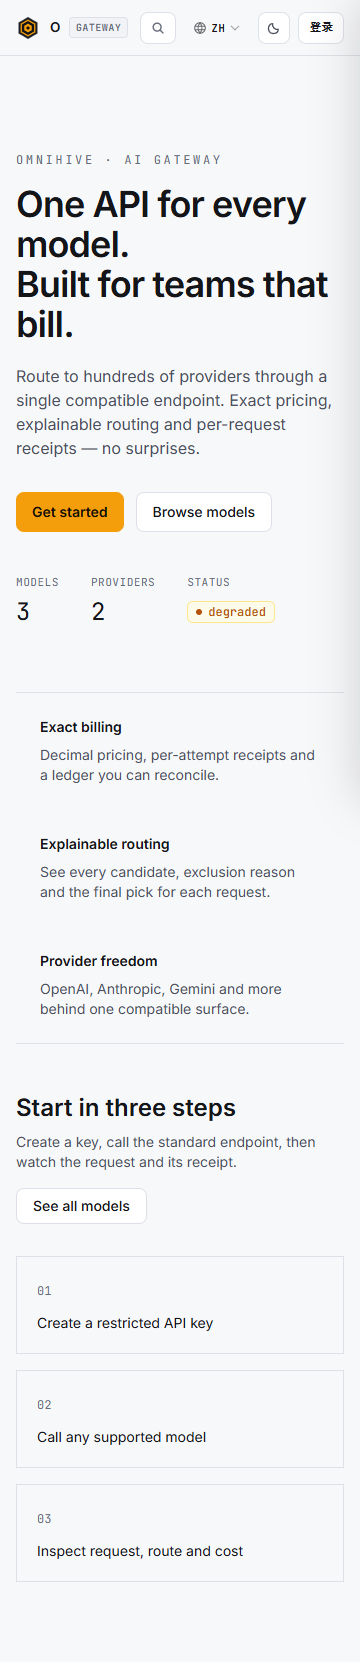 O GATEWAY ZH 登录
OMNIHIVE · AI GATEWAY
One API for every
model.
Built for teams that
bill.
Route to hundreds of providers through a
single compatible endpoint. Exact pricing,
explainable routing and per-request
receipts — no surprises.
Get started Browse models
MODELS PROVIDERS STATUS
3 2 degraded
Exact billing
Decimal pricing, per-attempt receipts and
a ledger you can reconcile.
Explainable routing
See every candidate, exclusion reason
and the final pick for each request.
Provider freedom
OpenAI, Anthropic, Gemini and more
behind one compatible surface.
Start in three steps
Create a key, call the standard endpoint, then
watch the request and its receipt.
See all models
01
Create a restricted API key
02
Call any supported model
03
Inspect request, route and cost